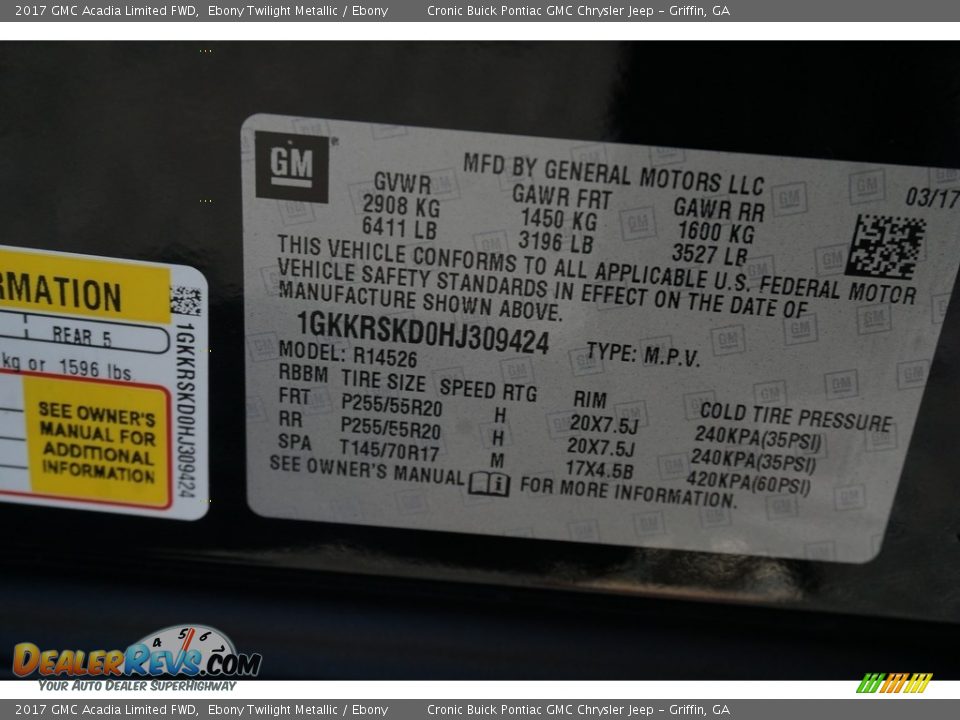 2017 GMC Acadia Limited FWD, Ebony Twilight Metallic / Ebony Cronic Buick Pontiac GMC Chrysler Jeep - Griffin, GA
GM
MFD BY GENERAL MOTORS LLC
03/17
GVWR GAWR FRT GAWR RR
2908 KG 1450 KG 1600 KG
6411 LB 3196 LB 3527 LB
THIS VEHICLE CONFORMS TO ALL APPLICABLE U.S. FEDERAL MOTOR
VEHICLE SAFETY STANDARDS IN EFFECT ON THE DATE OF
MANUFACTURE SHOWN ABOVE.
1GKKRSKD0HJ309424 TYPE: M.P.V.
MODEL: R14526
RBBM TIRE SIZE SPEED RTG RIM COLD TIRE PRESSURE
FRT P255/55R20 H 20X7.5J 240KPA(35PSI)
RR P255/55R20 H 20X7.5J 240KPA(35PSI)
SPA T145/70R17 M 17X4.5B 420KPA(60PSI)
SEE OWNER'S MANUAL i FOR MORE INFORMATION.
RMATION
REAR 5
kg or 1596 lbs
SEE OWNER'S
MANUAL FOR
ADDITIONAL
INFORMATION
1GKKRSKD0HJ309424
4 5 6
DealerRevs.com
Your Auto Dealer SuperHighway
2017 GMC Acadia Limited FWD, Ebony Twilight Metallic / Ebony Cronic Buick Pontiac GMC Chrysler Jeep - Griffin, GA